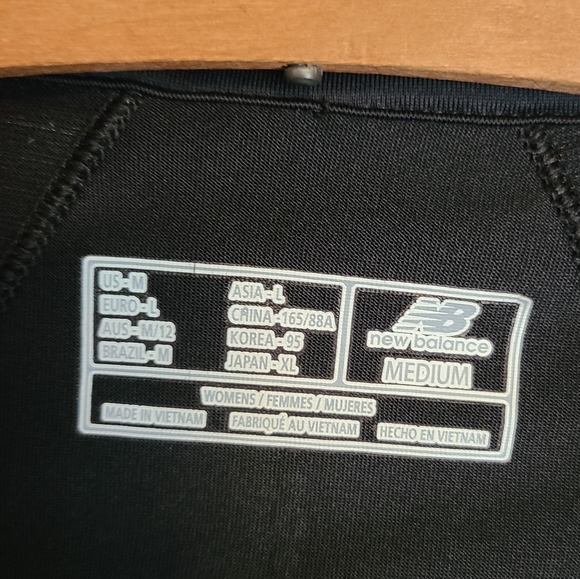 US - M
EURO - L
AUS - M/12
BRAZIL - M
ASIA - L
CHINA - 165/88A
KOREA - 95
JAPAN - XL
NB
new balance
MEDIUM
WOMENS / FEMMES / MUJERES
MADE IN VIETNAM
FABRIQUÉ AU VIETNAM
HECHO EN VIETNAM